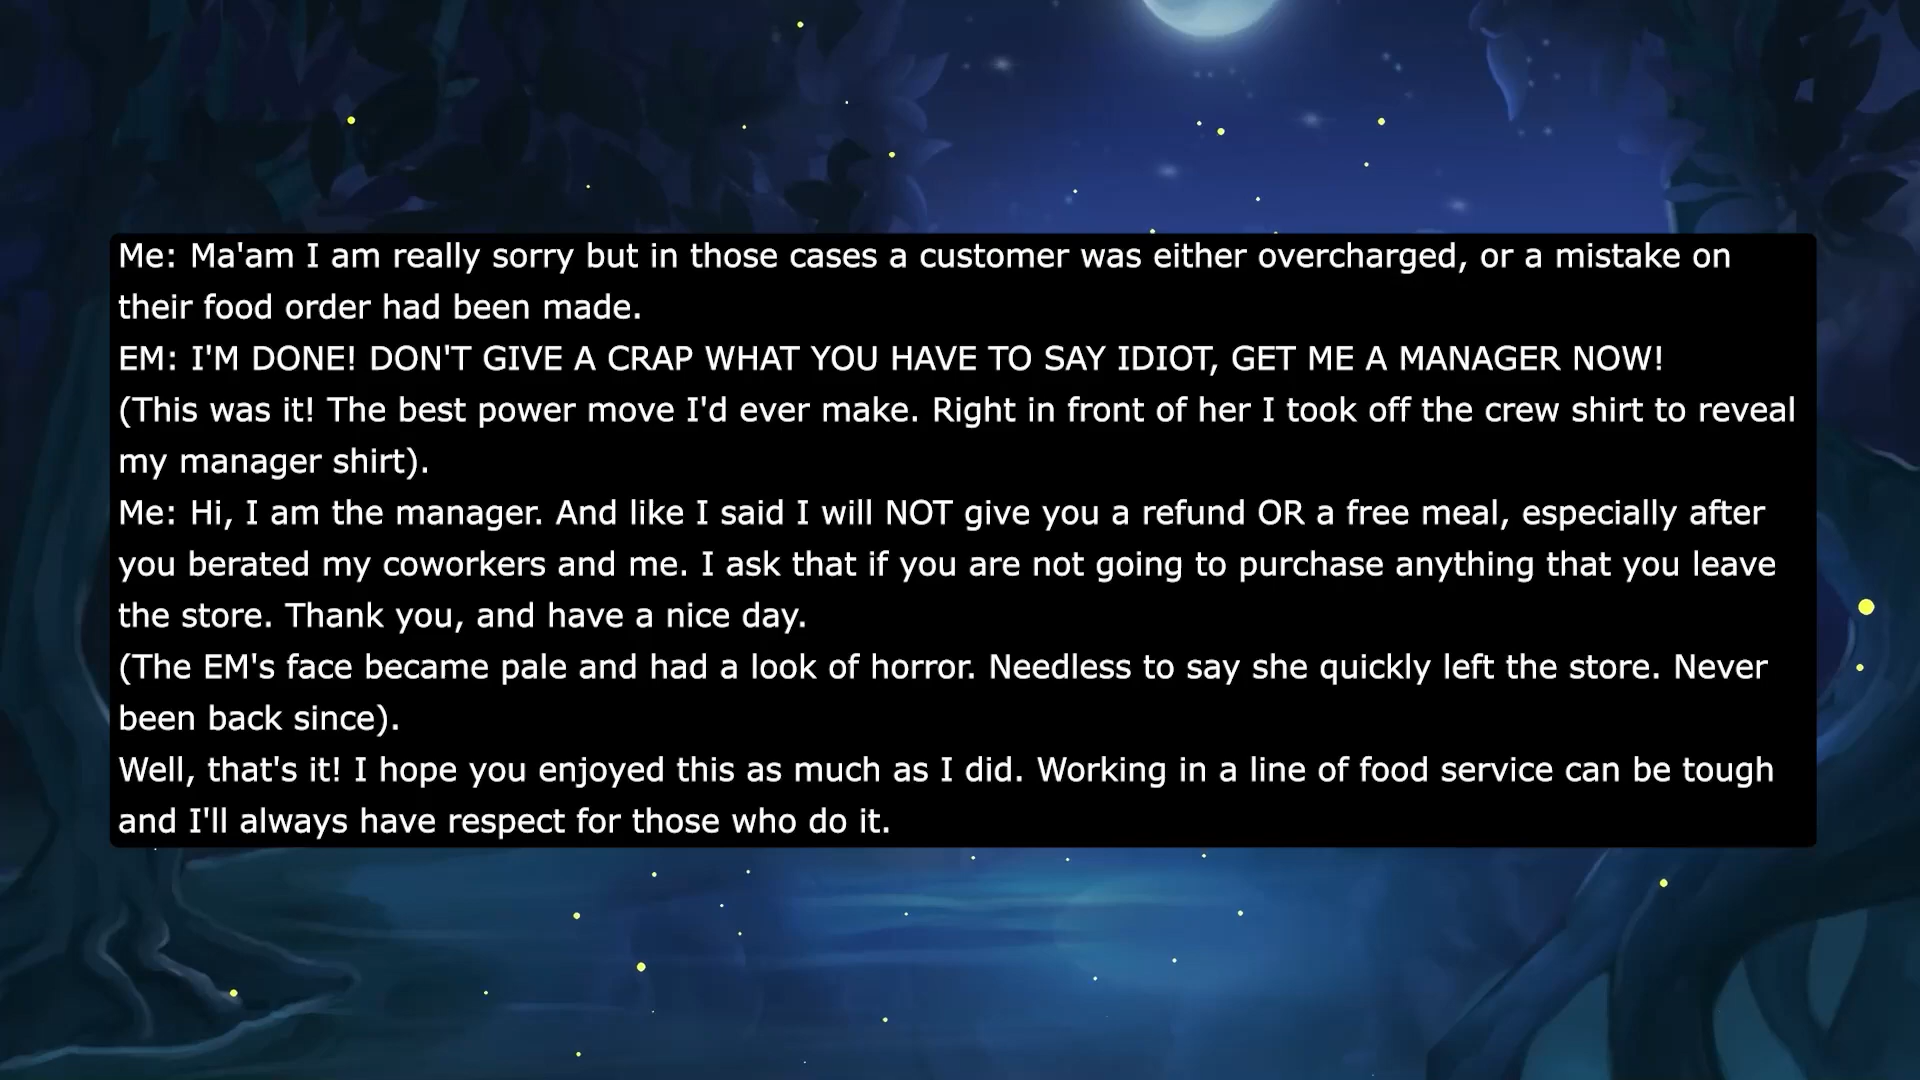 Me: Ma'am I am really sorry but in those cases a customer was either overcharged, or a mistake on
their food order had been made.
EM: I'M DONE! DON'T GIVE A CRAP WHAT YOU HAVE TO SAY IDIOT, GET ME A MANAGER NOW!
(This was it! The best power move I'd ever make. Right in front of her I took off the crew shirt to reveal
my manager shirt).
Me: Hi, I am the manager. And like I said I will NOT give you a refund OR a free meal, especially after
you berated my coworkers and me. I ask that if you are not going to purchase anything that you leave
the store. Thank you, and have a nice day.
(The EM's face became pale and had a look of horror. Needless to say she quickly left the store. Never
been back since).
Well, that's it! I hope you enjoyed this as much as I did. Working in a line of food service can be tough
and I'll always have respect for those who do it.